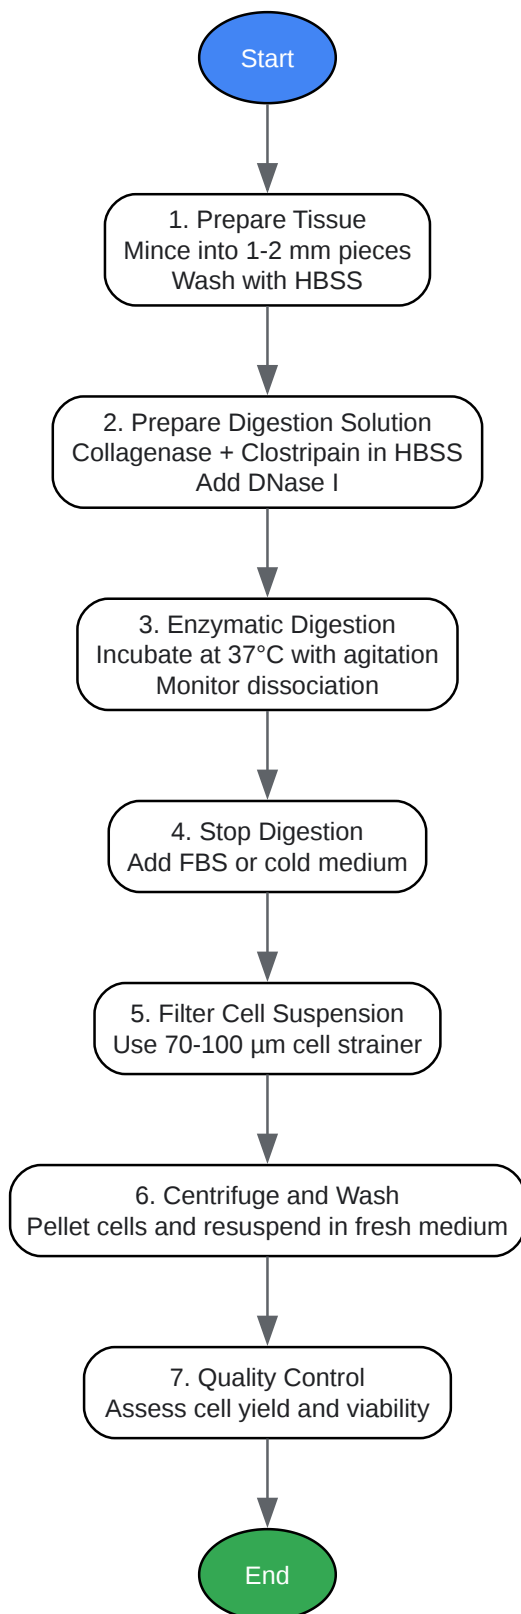 Start
1. Prepare Tissue
Mince into 1-2 mm pieces
Wash with HBSS
2. Prepare Digestion Solution
Collagenase + Clostripain in HBSS
Add DNase I
3. Enzymatic Digestion
Incubate at 37°C with agitation
Monitor dissociation
4. Stop Digestion
Add FBS or cold medium
5. Filter Cell Suspension
Use 70-100 µm cell strainer
6. Centrifuge and Wash
Pellet cells and resuspend in fresh medium
7. Quality Control
Assess cell yield and viability
End